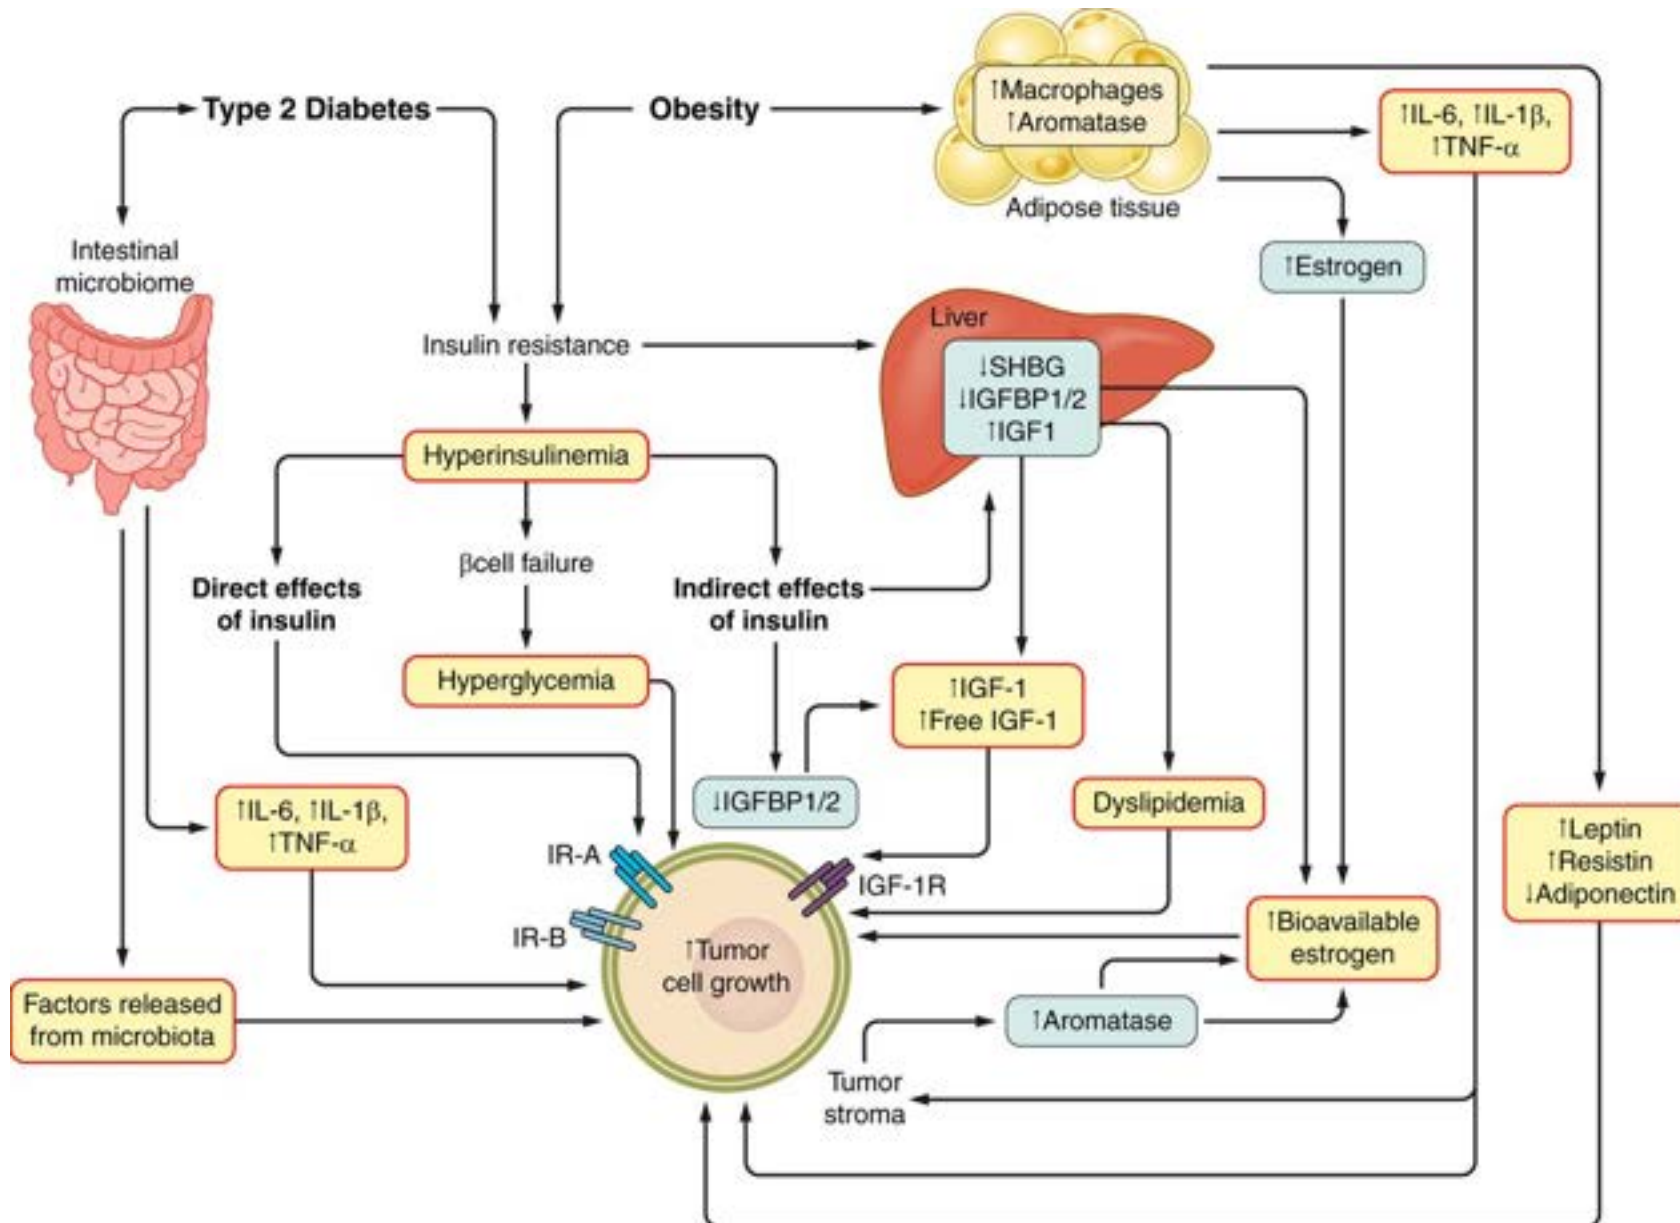 Type 2 Diabetes
Obesity
↑Macrophages
↑Aromatase
Adipose tissue
↑IL-6, ↑IL-1β,
↑TNF-α
↑Estrogen
Intestinal
microbiome
Insulin resistance
Liver
↓SHBG
↓IGFBP1/2
↑IGF1
Hyperinsulinemia
βcell failure
Direct effects
of insulin
Indirect effects
of insulin
Hyperglycemia
↑IGF-1
↑Free IGF-1
↓IGFBP1/2
Dyslipidemia
↑IL-6, ↑IL-1β,
↑TNF-α
↑Leptin
↑Resistin
↓Adiponectin
IR-A
IGF-1R
IR-B
↑Tumor
cell growth
↑Bioavailable
estrogen
Factors released
from microbiota
↑Aromatase
Tumor
stroma